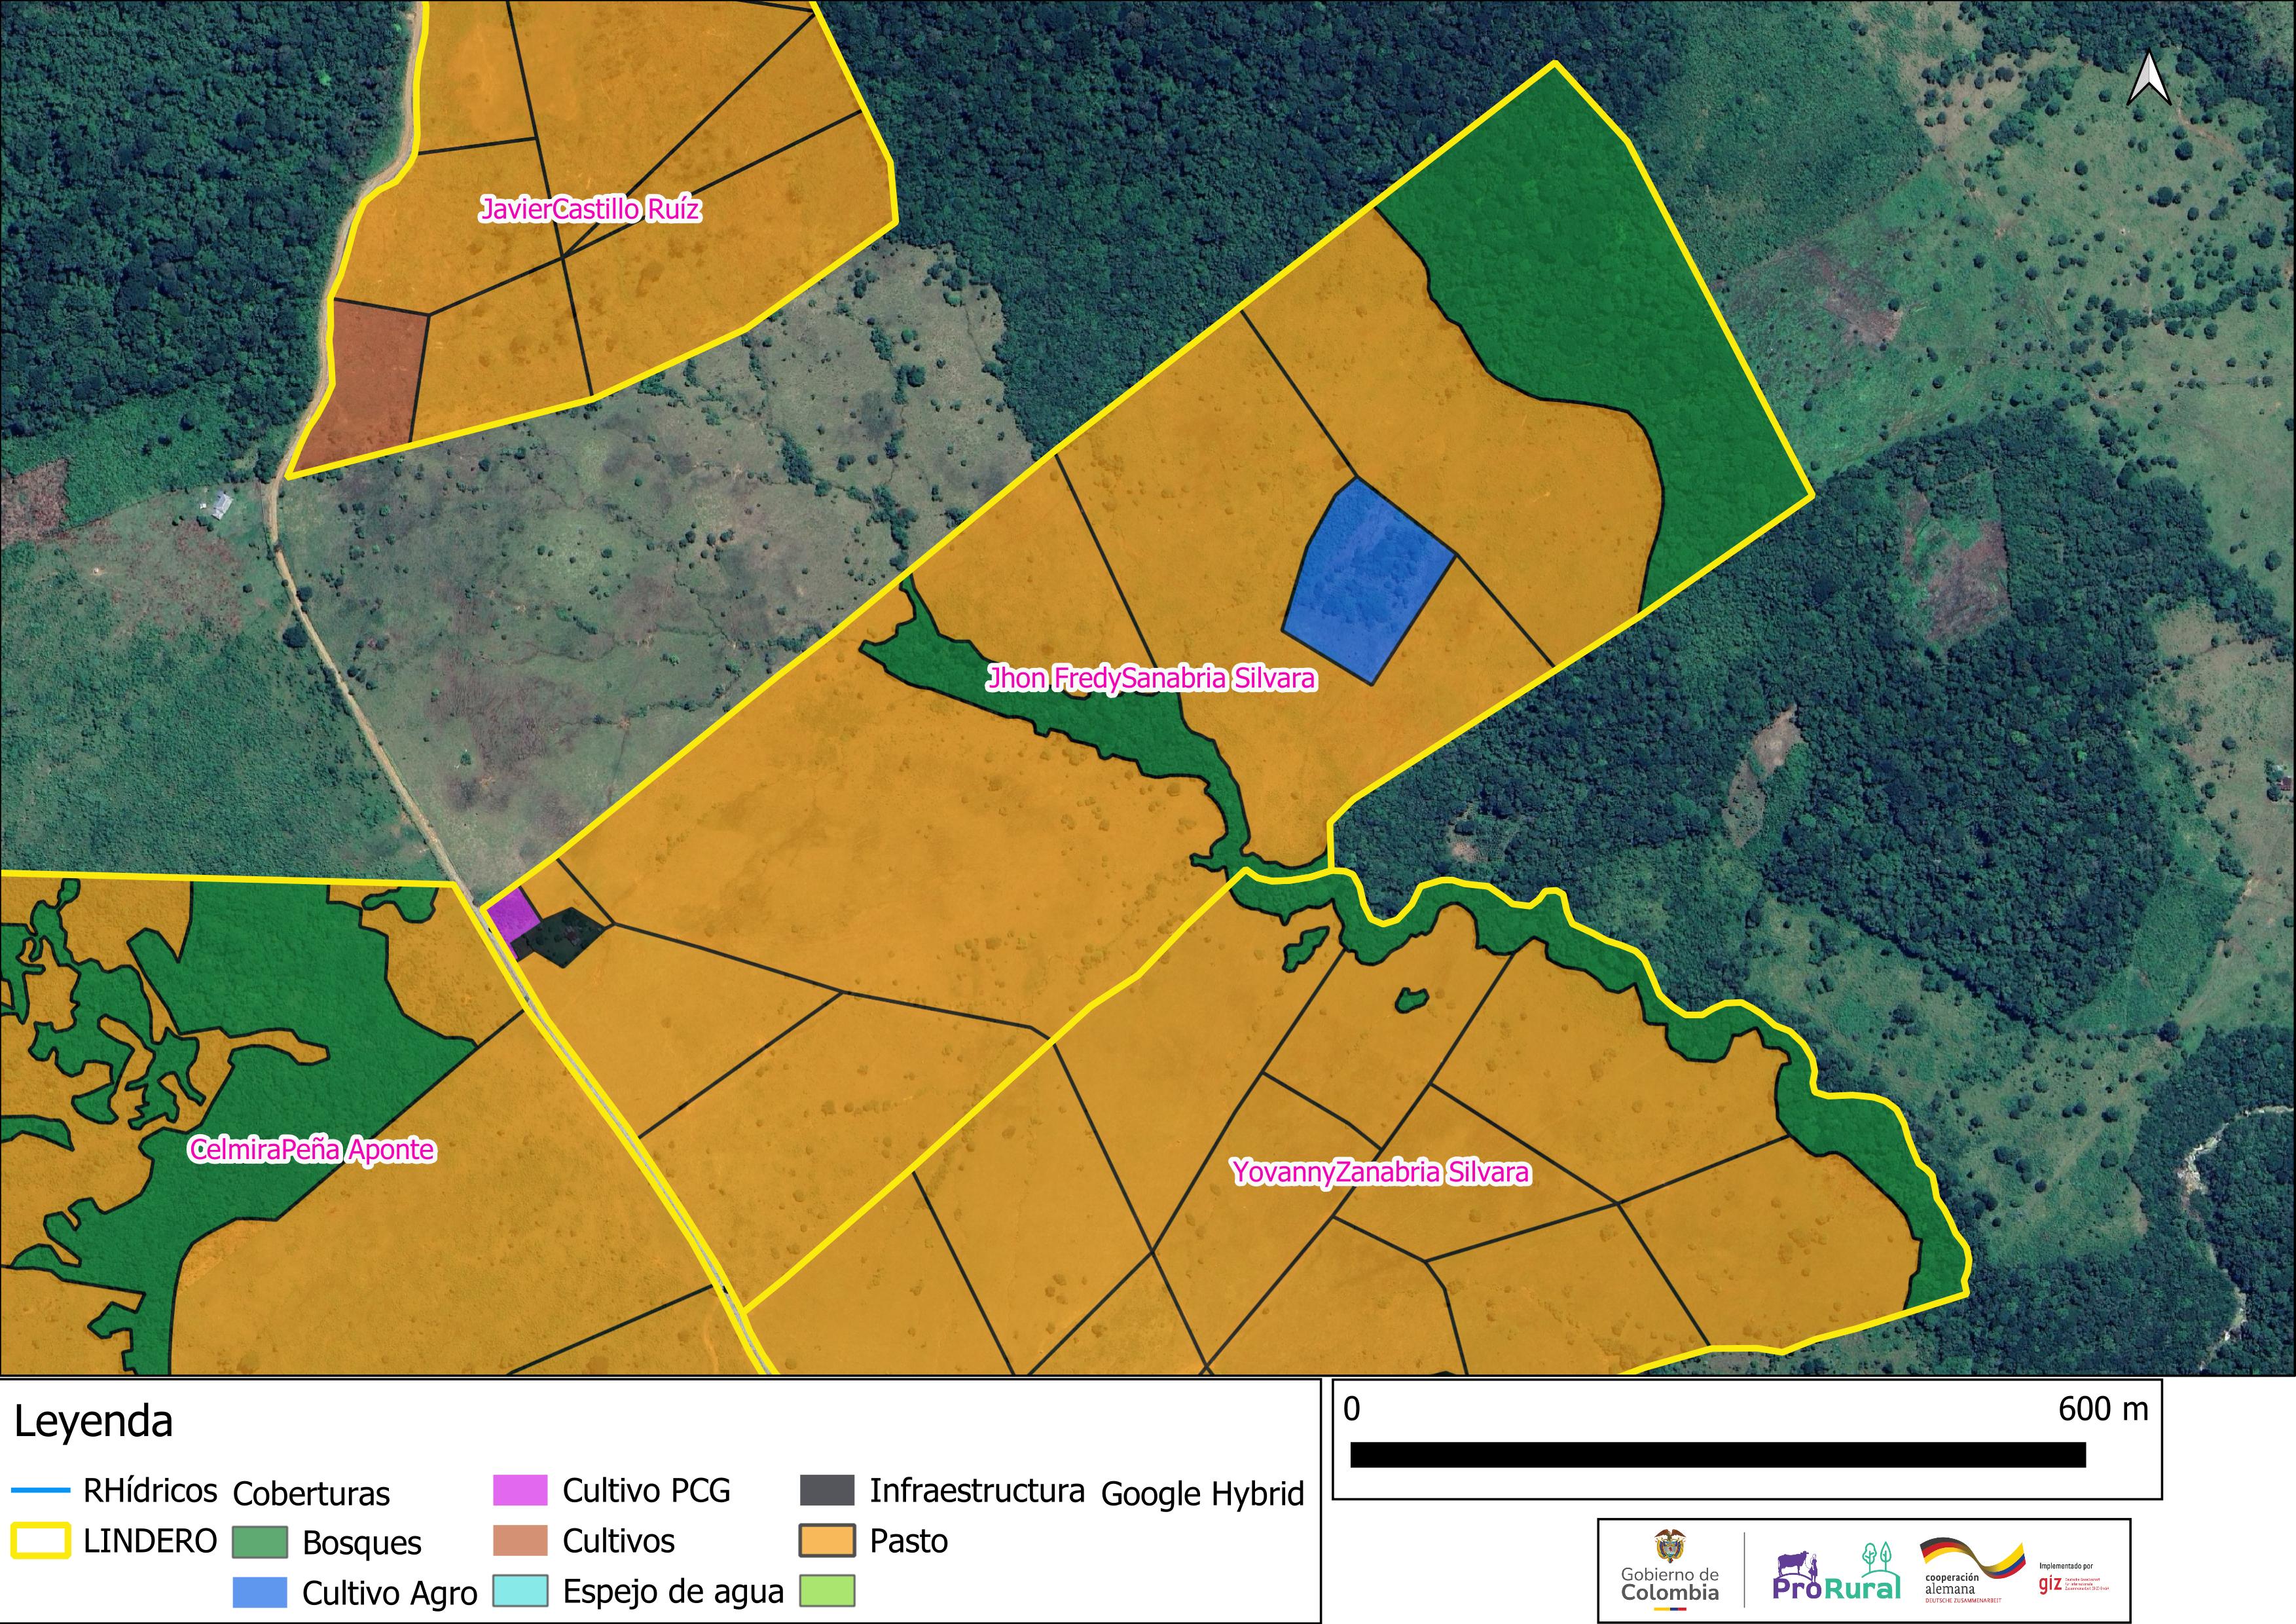 JavierCastillo Ruíz
Jhon FredySanabria Silvara
CelmiraPeña Aponte
YovannyZanabria Silvara
Leyenda
RHídricos
LINDERO
Coberturas
Bosques
Cultivo Agro
Cultivo PCG
Cultivos
Espejo de agua
Infraestructura
Pasto
Google Hybrid
0
600 m
Gobierno de
Colombia
ProRural
cooperación
alemana
DEUTSCHE ZUSAMMENARBEIT
Implementado por
giz